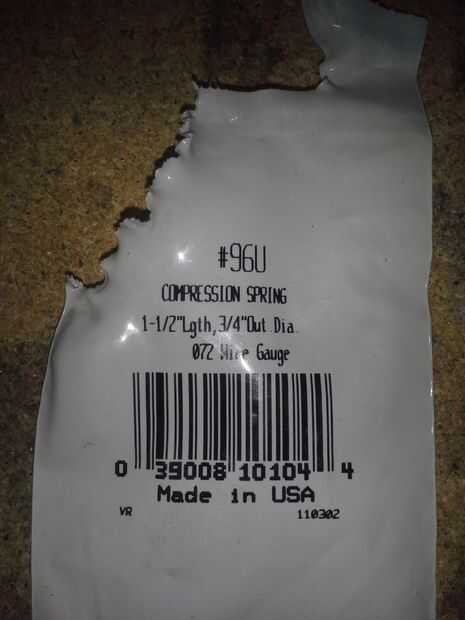 #96U
COMPRESSION SPRING
1-1/2"Lgth,3/4"Out Dia.
072 Wire Gauge
0 39008 10104 4
Made in USA
VR 110302